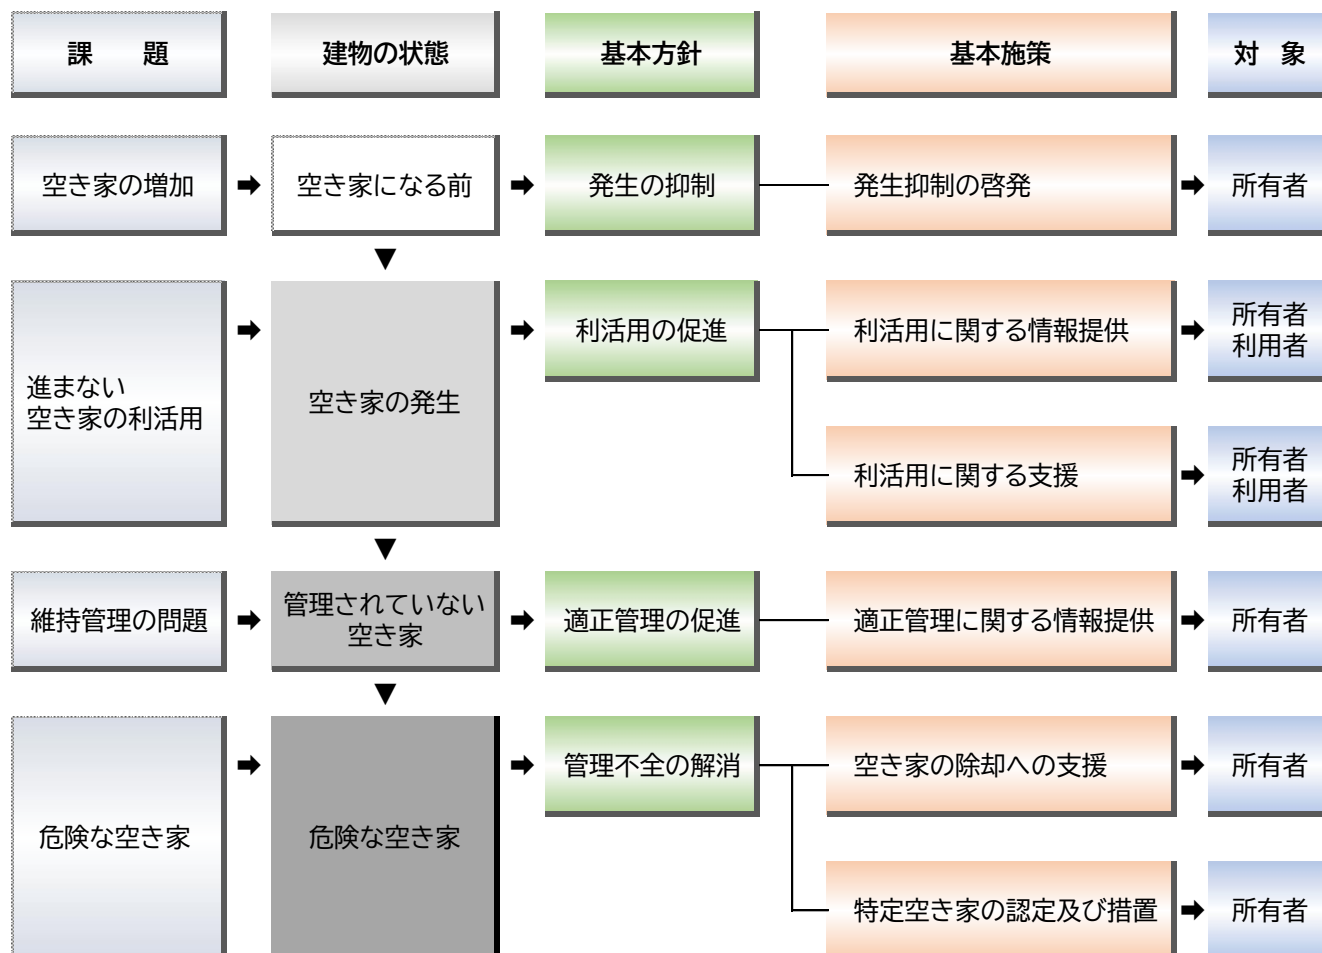 課　題
建物の状態
基本方針
基本施策
対　象
空き家の増加
空き家になる前
発生の抑制
発生抑制の啓発
所有者
進まない
空き家の利活用
空き家の発生
利活用の促進
利活用に関する情報提供
所有者
利用者
利活用に関する支援
所有者
利用者
維持管理の問題
管理されていない
空き家
適正管理の促進
適正管理に関する情報提供
所有者
危険な空き家
危険な空き家
管理不全の解消
空き家の除却への支援
所有者
特定空き家の認定及び措置
所有者